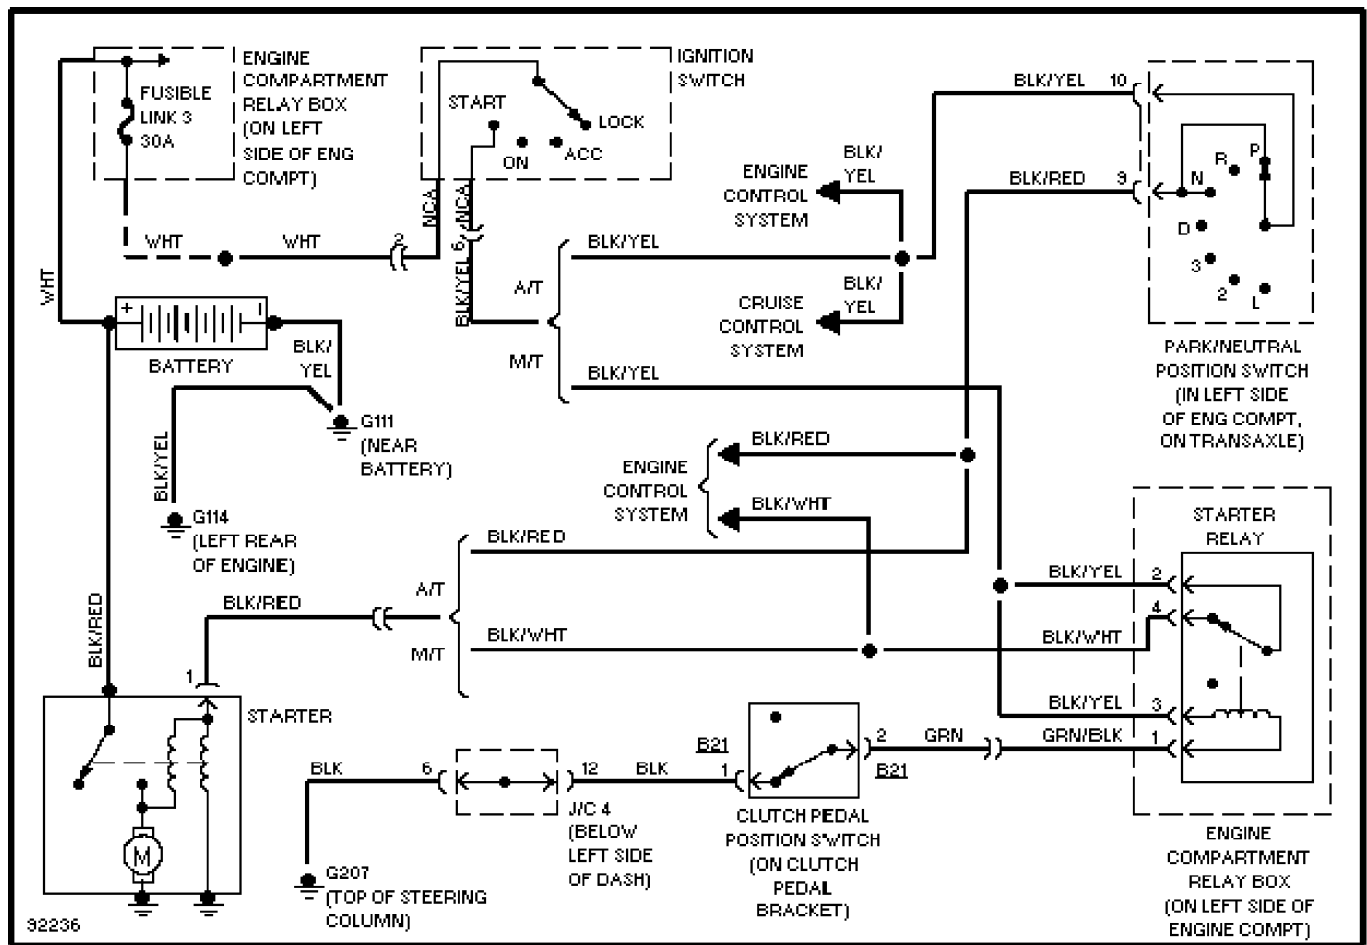 ENGINE
COMPARTMENT
RELAY BOX
(ON LEFT
SIDE OF ENG
COMPT)
FUSIBLE
LINK 3
30A
IGNITION
SWITCH
START
LOCK
ON
ACC
NCA
NCA
WHT
WHT
2
6
BLK/YEL
WHT
A/T
M/T
BLK/YEL
BLK/YEL
ENGINE
CONTROL
SYSTEM
BLK/
YEL
CRUISE
CONTROL
SYSTEM
BLK/
YEL
BLK/YEL
10
BLK/RED
9
P
R
N
D
3
2
L
PARK/NEUTRAL
POSITION SWITCH
(IN LEFT SIDE
OF ENG COMPT,
ON TRANSAXLE)
+
BATTERY
BLK/
YEL
G111
(NEAR
BATTERY)
BLK/YEL
G114
(LEFT REAR
OF ENGINE)
ENGINE
CONTROL
SYSTEM
BLK/RED
BLK/WHT
BLK/RED
BLK/RED
A/T
M/T
BLK/RED
BLK/WHT
STARTER
RELAY
BLK/YEL
2
4
BLK/WHT
BLK/YEL
3
GRN/BLK
1
ENGINE
COMPARTMENT
RELAY BOX
(ON LEFT SIDE OF
ENGINE COMPT)
1
STARTER
M
BLK
6
12
BLK
1
B21
2
GRN
B21
J/C 4
(BELOW
LEFT SIDE
OF DASH)
CLUTCH PEDAL
POSITION SWITCH
(ON CLUTCH
PEDAL
BRACKET)
G207
(TOP OF STEERING
COLUMN)
92236